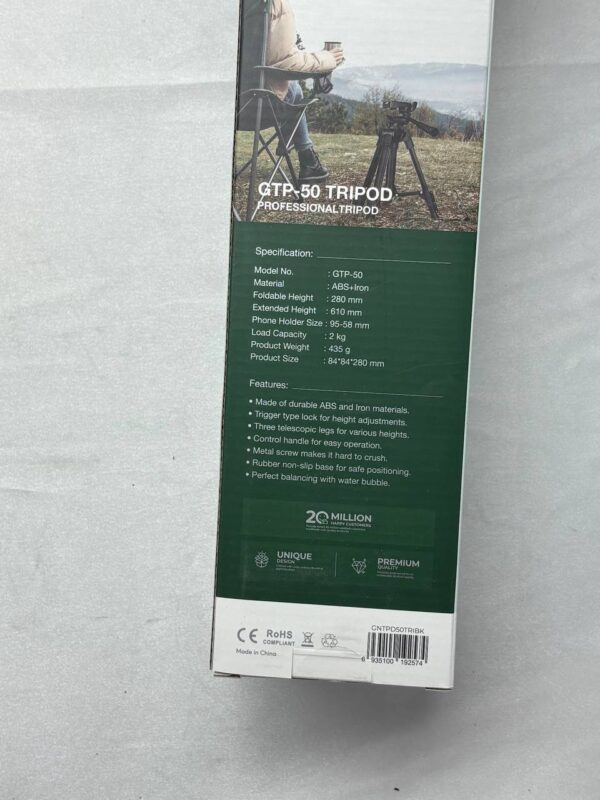 GTP-50 TRIPOD
PROFESSIONALTRIPOD
Specification:
Model No. : GTP-50
Material : ABS+Iron
Foldable Height : 280 mm
Extended Height : 610 mm
Phone Holder Size : 95-58 mm
Load Capacity : 2 kg
Product Weight : 435 g
Product Size : 84*84*280 mm
Features:
• Made of durable ABS and Iron materials.
• Trigger type lock for height adjustments.
• Three telescopic legs for various heights.
• Control handle for easy operation.
• Metal screw makes it hard to crush.
• Rubber non-slip base for safe positioning.
• Perfect balancing with water bubble.
20 MILLION
HAPPY CUSTOMERS
UNIQUE
DESIGN
PREMIUM
QUALITY
CE RoHS
COMPLIANT
Made in China
GNTPD50TRIBK
6 935100 192574